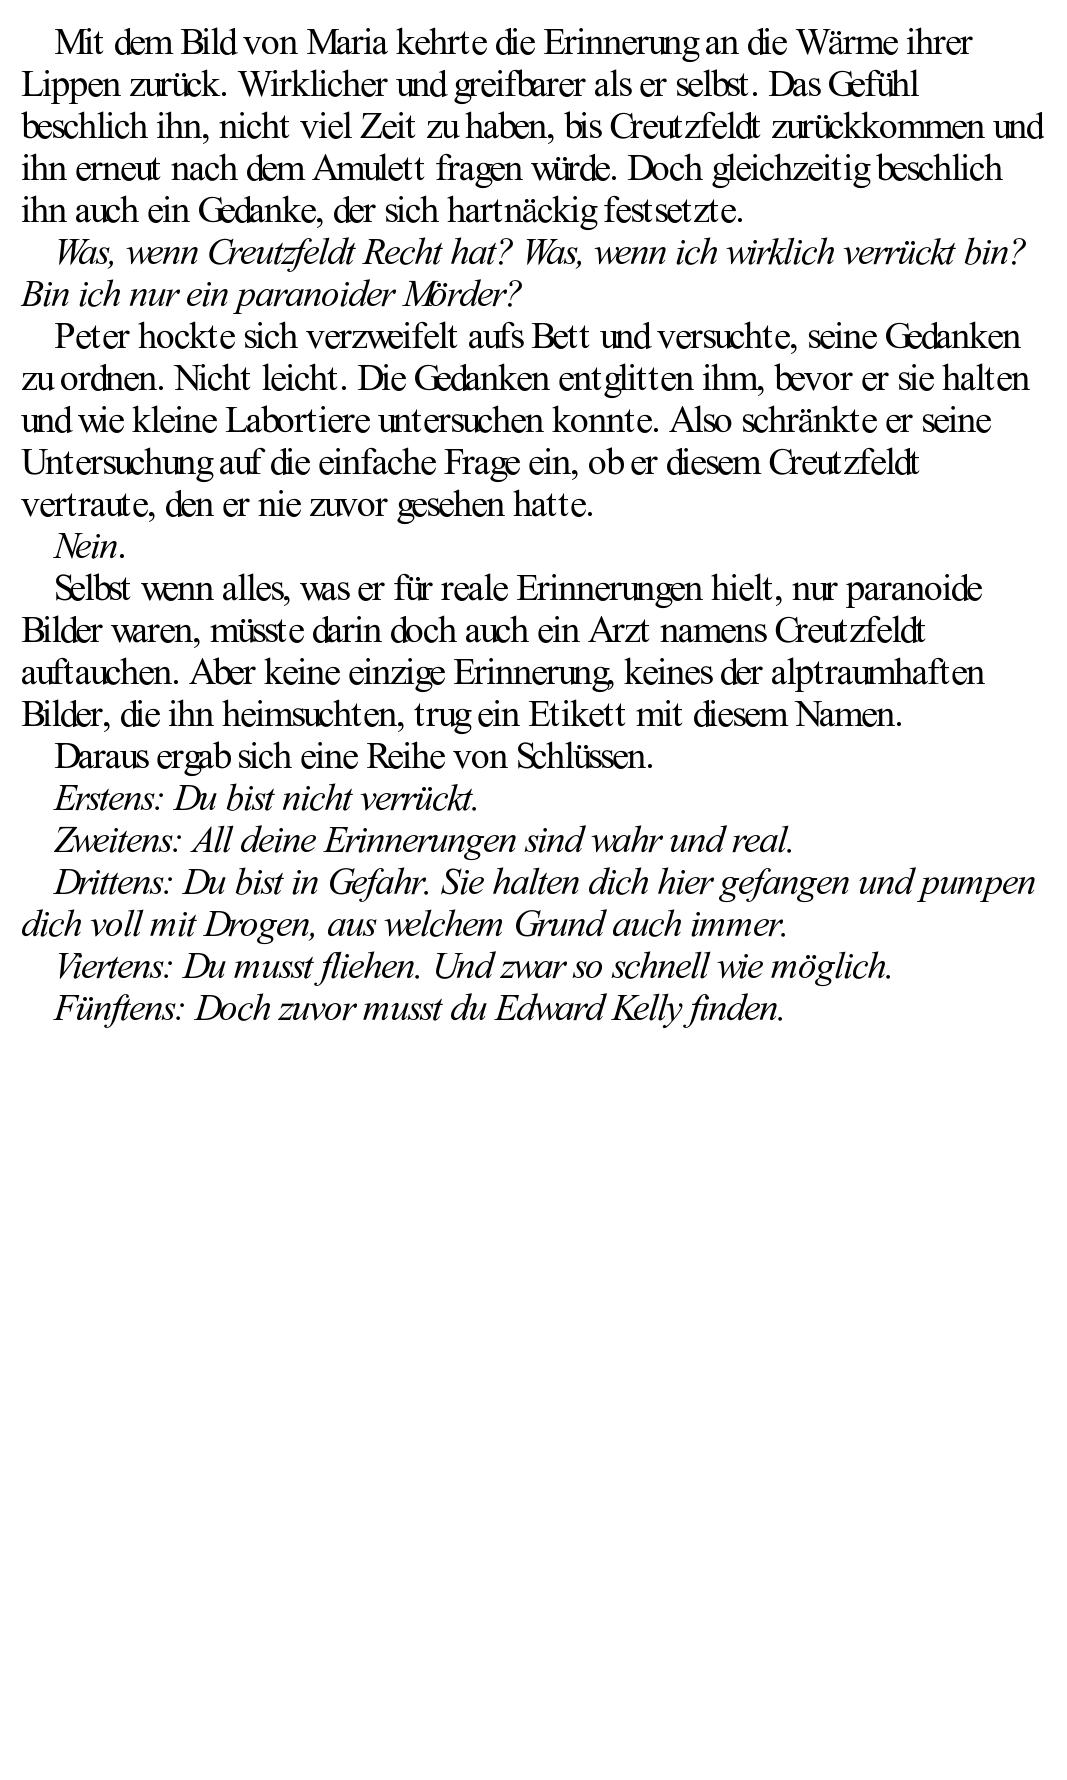 Mit dem Bild von Maria kehrte die Erinnerung an die Wärme ihrer
Lippen zurück. Wirklicher und greifbarer als er selbst. Das Gefühl
beschlich ihn, nicht viel Zeit zu haben, bis Creutzfeldt zurückkommen und
ihn erneut nach dem Amulett fragen würde. Doch gleichzeitig beschlich
ihn auch ein Gedanke, der sich hartnäckig festsetzte.
Was, wenn Creutzfeldt Recht hat? Was, wenn ich wirklich verrückt bin?
Bin ich nur ein paranoider Mörder?
Peter hockte sich verzweifelt aufs Bett und versuchte, seine Gedanken
zu ordnen. Nicht leicht. Die Gedanken entglitten ihm, bevor er sie halten
und wie kleine Labortiere untersuchen konnte. Also schränkte er seine
Untersuchung auf die einfache Frage ein, ob er diesem Creutzfeldt
vertraute, den er nie zuvor gesehen hatte.
Nein.
Selbst wenn alles, was er für reale Erinnerungen hielt, nur paranoide
Bilder waren, müsste darin doch auch ein Arzt namens Creutzfeldt
auftauchen. Aber keine einzige Erinnerung, keines der alptraumhaften
Bilder, die ihn heimsuchten, trug ein Etikett mit diesem Namen.
Daraus ergab sich eine Reihe von Schlüssen.
Erstens: Du bist nicht verrückt.
Zweitens: All deine Erinnerungen sind wahr und real.
Drittens: Du bist in Gefahr. Sie halten dich hier gefangen und pumpen
dich voll mit Drogen, aus welchem Grund auch immer.
Viertens: Du musst fliehen. Und zwar so schnell wie möglich.
Fünftens: Doch zuvor musst du Edward Kelly finden.